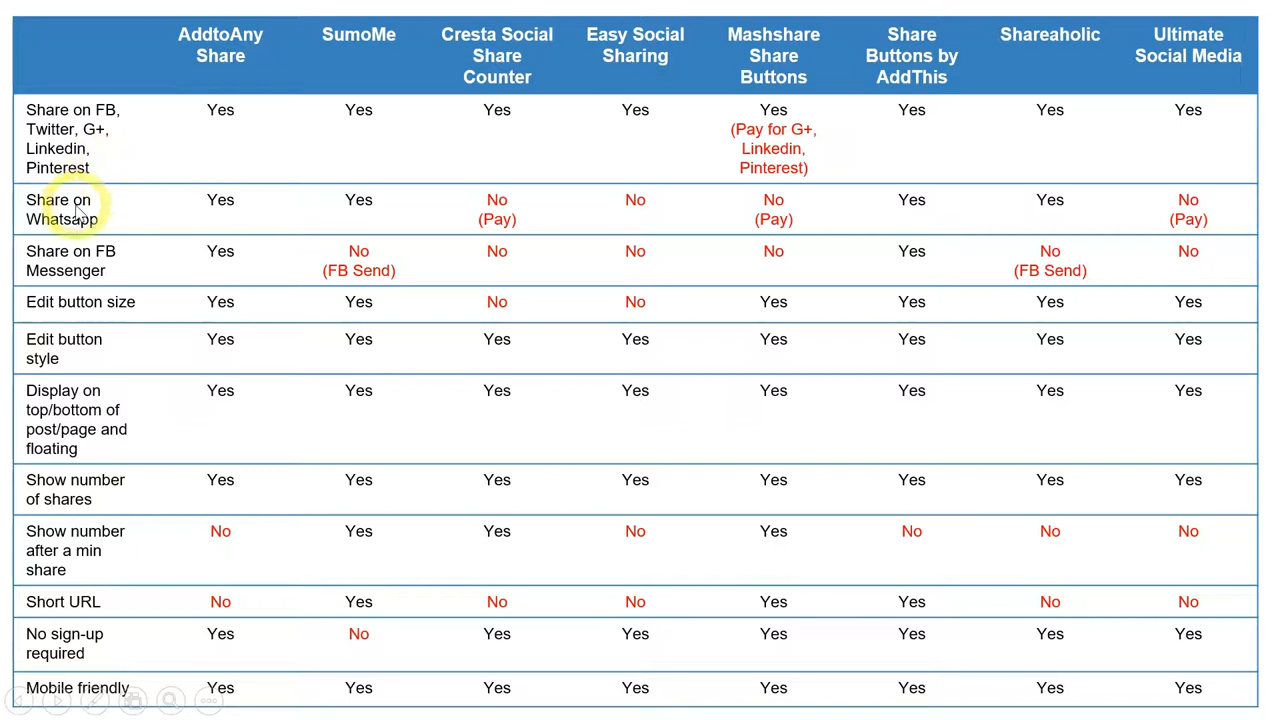 AddtoAny Share
SumoMe
Cresta Social Share Counter
Easy Social Sharing
Mashshare Share Buttons
Share Buttons by AddThis
Shareaholic
Ultimate Social Media
Share on FB, Twitter, G+, Linkedin, Pinterest
Yes
Yes
Yes
Yes
Yes (Pay for G+, Linkedin, Pinterest)
Yes
Yes
Yes
Share on Whatsapp
Yes
Yes
No (Pay)
No
No (Pay)
Yes
Yes
No (Pay)
Share on FB Messenger
Yes
No (FB Send)
No
No
No
Yes
No (FB Send)
No
Edit button size
Yes
Yes
No
No
Yes
Yes
Yes
Yes
Edit button style
Yes
Yes
Yes
Yes
Yes
Yes
Yes
Yes
Display on top/bottom of post/page and floating
Yes
Yes
Yes
Yes
Yes
Yes
Yes
Yes
Show number of shares
Yes
Yes
Yes
Yes
Yes
Yes
Yes
Yes
Show number after a min share
No
Yes
Yes
No
Yes
No
No
No
Short URL
No
Yes
No
No
Yes
Yes
No
No
No sign-up required
Yes
No
Yes
Yes
Yes
Yes
Yes
Yes
Mobile friendly
Yes
Yes
Yes
Yes
Yes
Yes
Yes
Yes